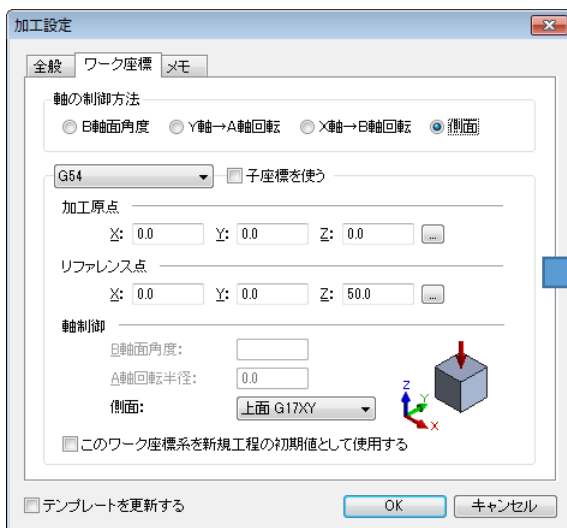 加工設定
全般 ワーク座標 メモ
軸の制御方法
B軸面角度 Y軸→A軸回転 X軸→B軸回転 側面
G54 子座標を使う
加工原点
X: 0.0 Y: 0.0 Z: 0.0 ...
リファレンス点
X: 0.0 Y: 0.0 Z: 50.0 ...
軸制御
B軸面角度:
A軸回転半径: 0.0
側面: 上面 G17XY
Z Y X
このワーク座標系を新規工程の初期値として使用する
テンプレートを更新する OK キャンセル